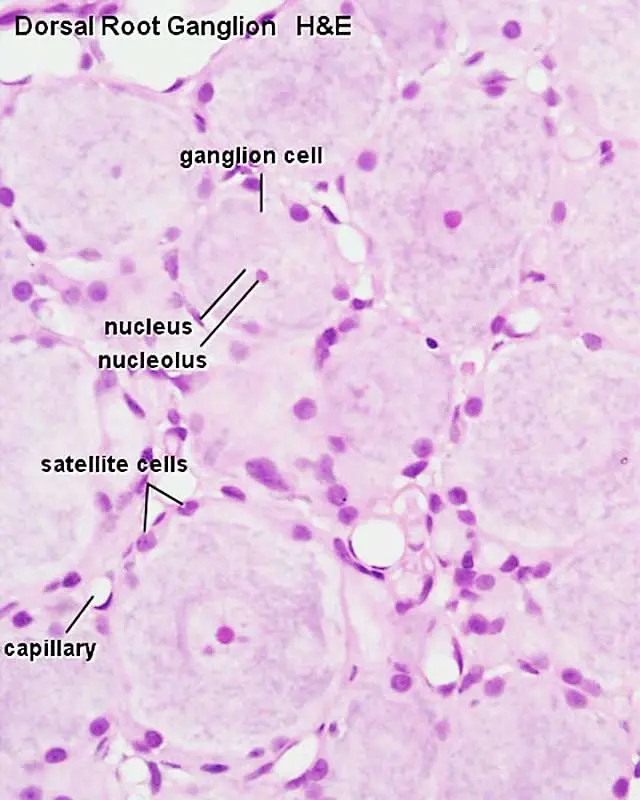 Dorsal Root Ganglion H&E
ganglion cell
nucleus
nucleolus
satellite cells
capillary